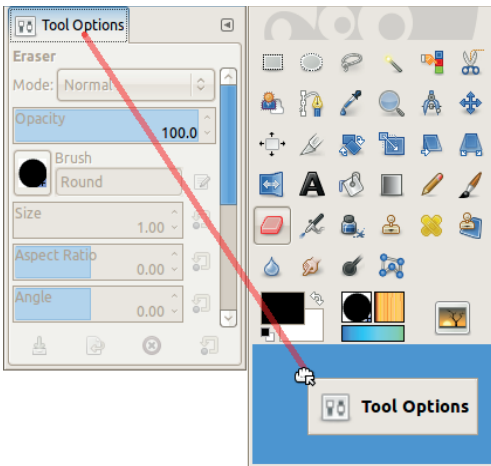 Tool Options
Eraser
Mode: Normal
Opacity
100.0
Brush
Round
Size
1.00
Aspect Ratio
0.00
Angle
0.00
Tool Options